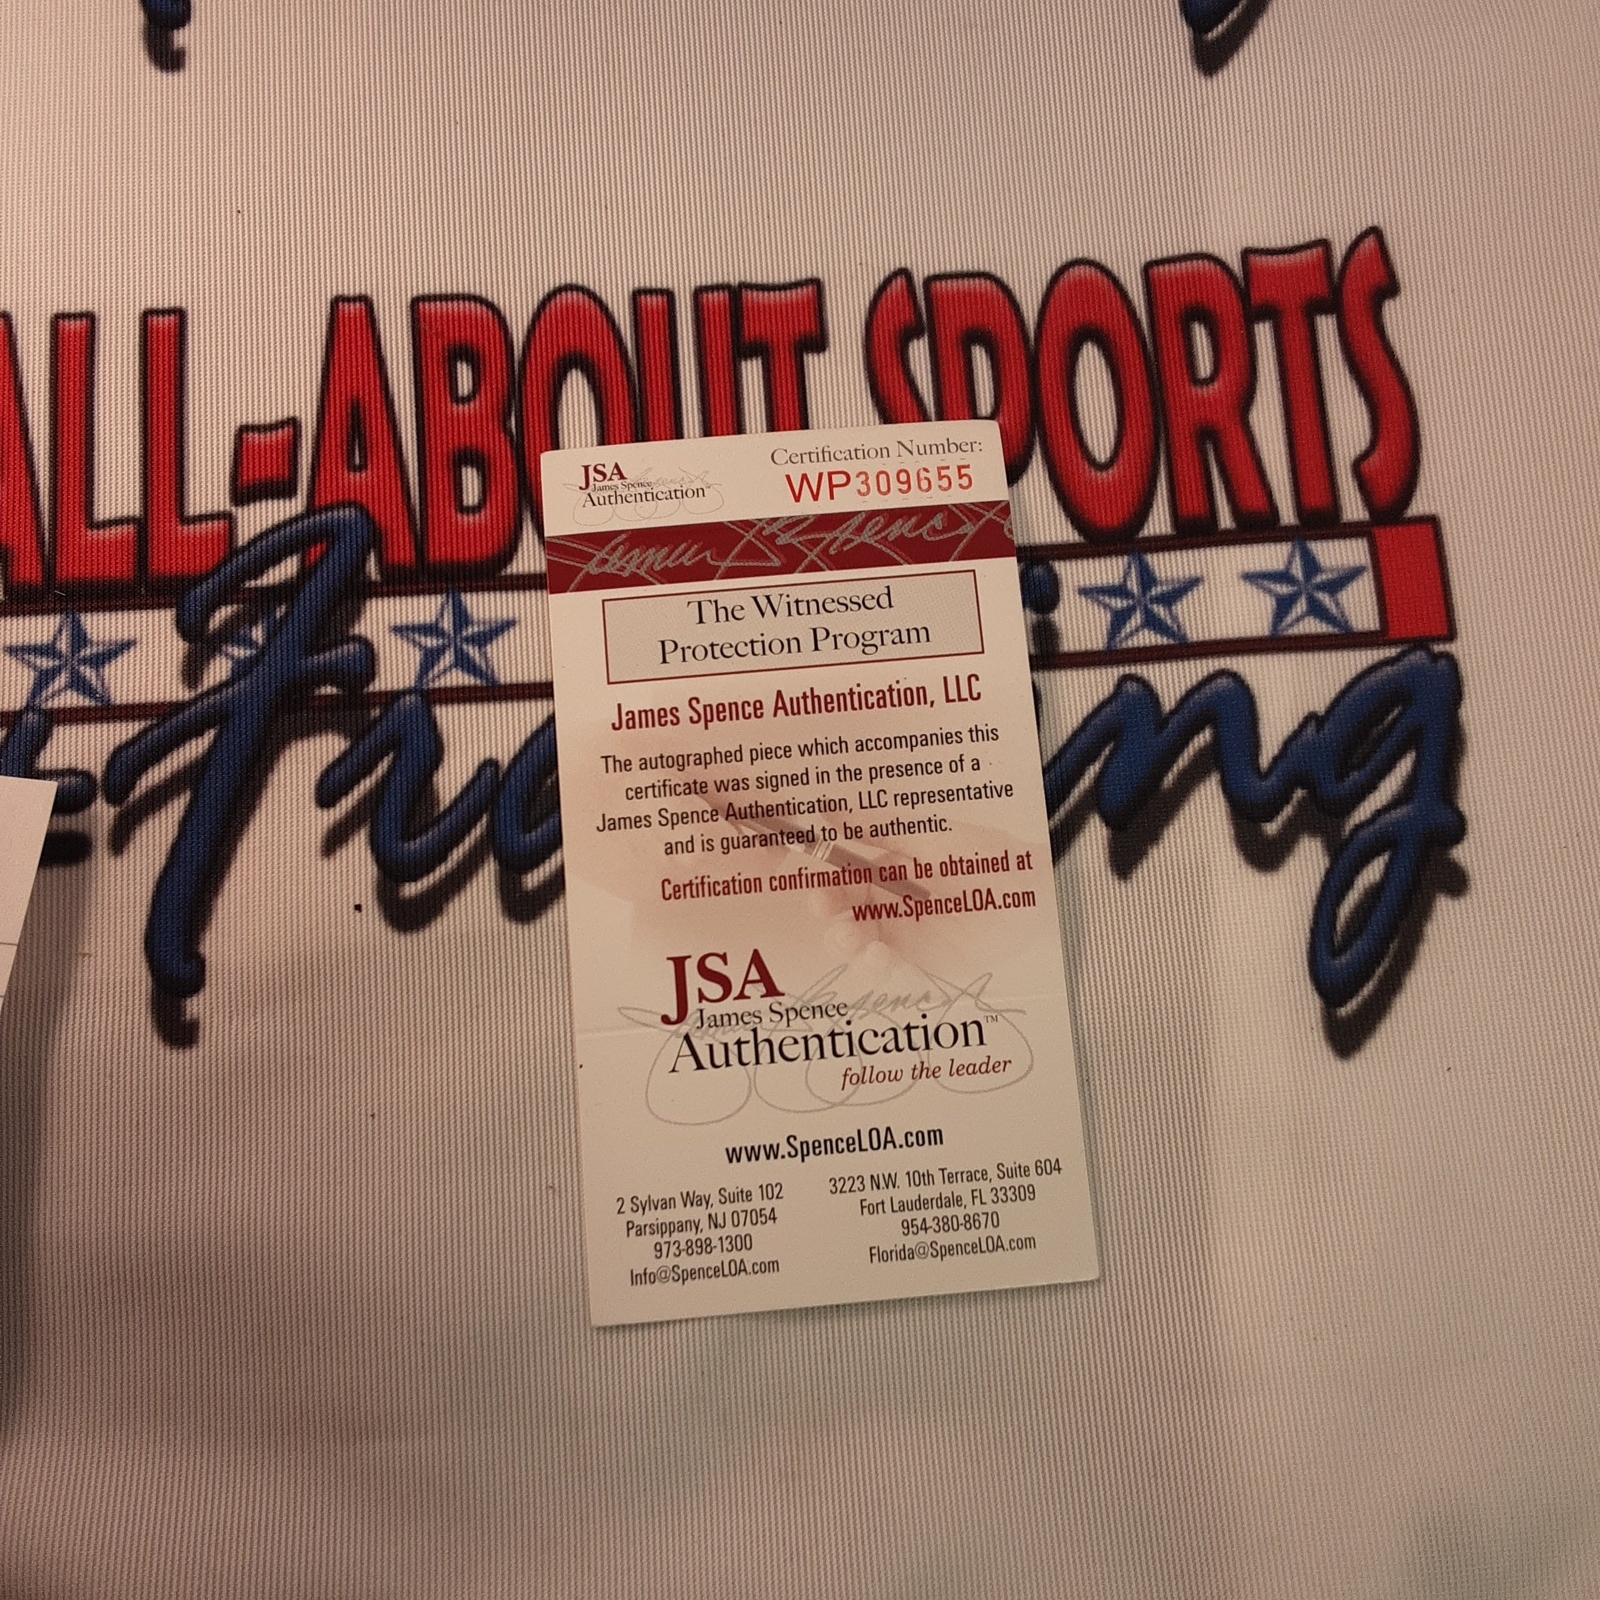 ALL-ABOUT SPORTS
JSA
James Spence
Authentication™
Certification Number:
WP309655
The Witnessed
Protection Program
James Spence Authentication, LLC
The autographed piece which accompanies this
certificate was signed in the presence of a
James Spence Authentication, LLC representative
and is guaranteed to be authentic.
Certification confirmation can be obtained at
www.SpenceLOA.com
JSA
James Spence
Authentication™
follow the leader
www.SpenceLOA.com
2 Sylvan Way, Suite 102
Parsippany, NJ 07054
973-898-1300
Info@SpenceLOA.com
3223 N.W. 10th Terrace, Suite 604
Fort Lauderdale, FL 33309
954-380-8670
Florida@SpenceLOA.com